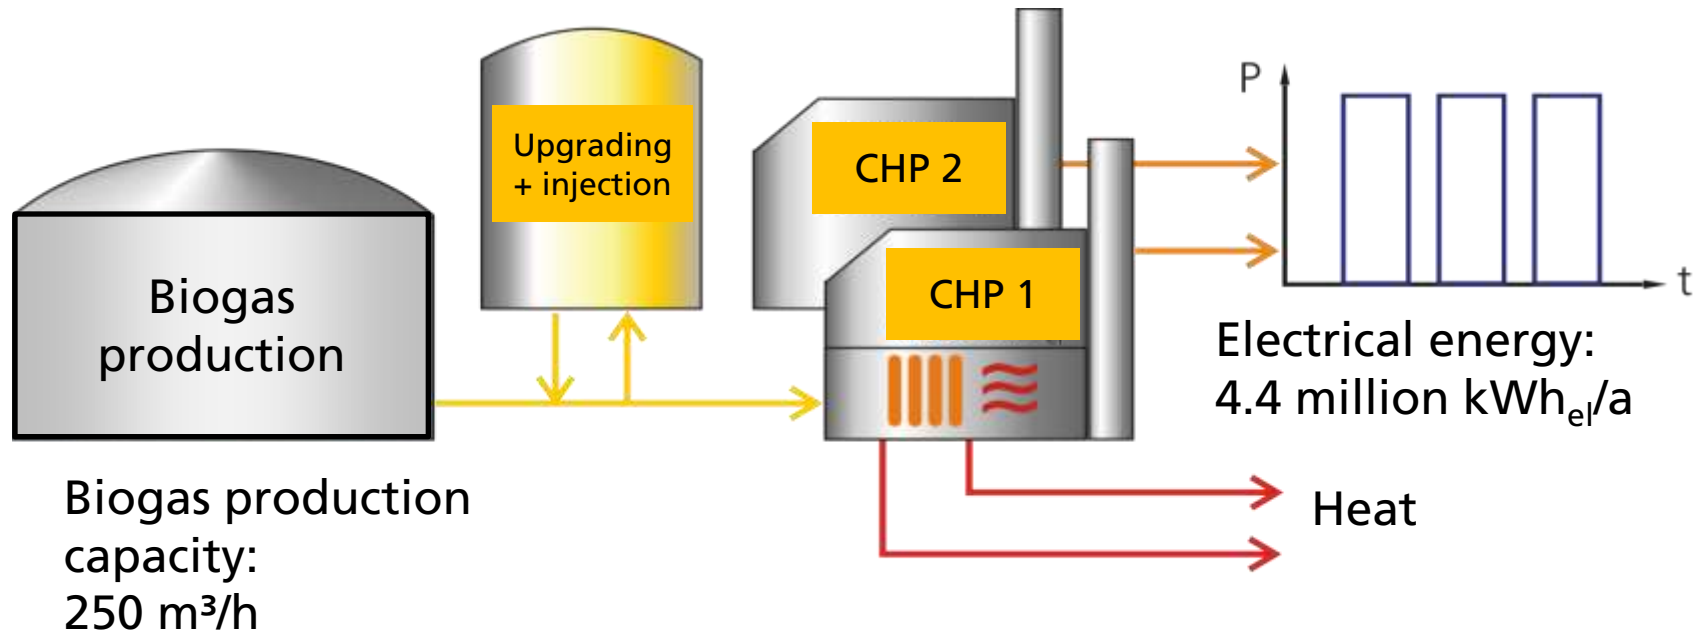 Biogas
production
Upgrading
+ injection
CHP 2
CHP 1
P
t
Electrical energy:
4.4 million kWhel/a
Heat
Biogas production
capacity:
250 m³/h